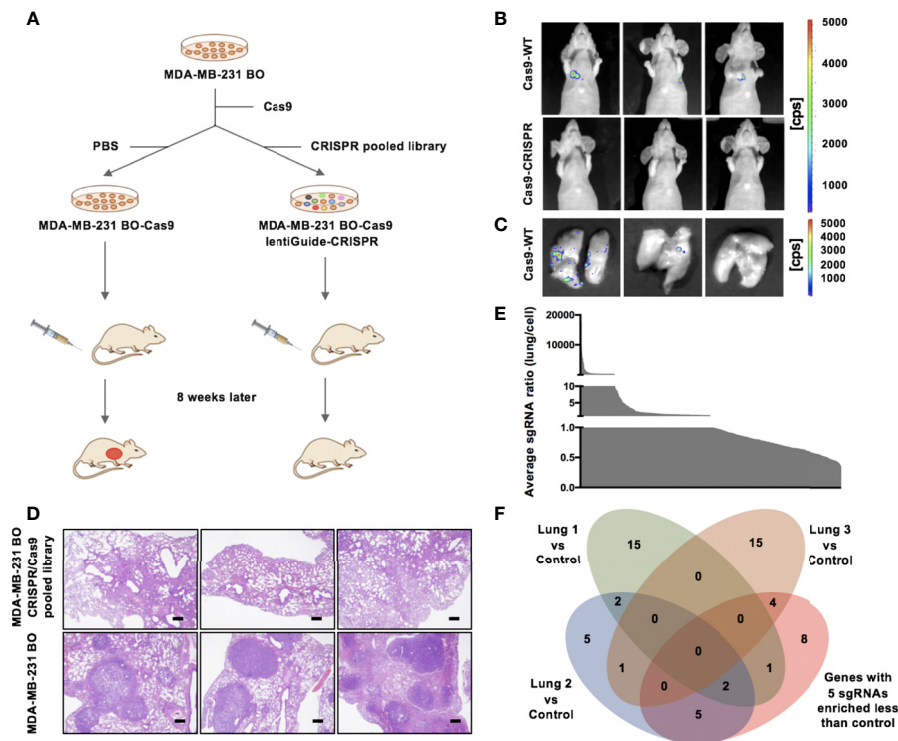 A
MDA-MB-231 BO
Cas9
PBS
CRISPR pooled library
MDA-MB-231 BO-Cas9
MDA-MB-231 BO-Cas9
lentiGuide-CRISPR
8 weeks later
B
Cas9-WT
Cas9-CRISPR
[cps]
5000
4000
3000
2000
1000
C
Cas9-WT
[cps]
5000
4000
3000
2000
1000
D
MDA-MB-231 BO
CRISPR/Cas9
pooled library
MDA-MB-231 BO
E
Average sgRNA ratio (lung/cell)
20000
10000
10
5
1.0
0.5
0.0
F
Lung 1
vs
Control
Lung 3
vs
Control
15
15
0
2
4
0
0
5
8
0
1
1
0
2
5
Lung 2
vs
Control
Genes with
5 sgRNAs
enriched less
than control